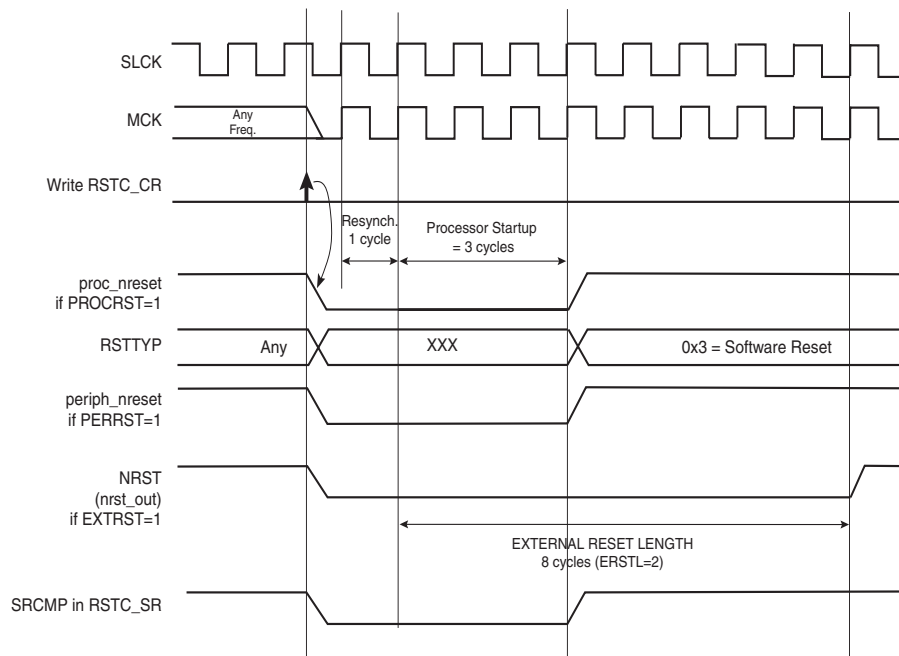 SLCK
MCK
Any
Freq.
Write RSTC_CR
Resynch.
1 cycle
Processor Startup
= 3 cycles
proc_nreset
if PROCRST=1
RSTTYP
Any
XXX
0x3 = Software Reset
periph_nreset
if PERRST=1
NRST
(nrst_out)
if EXTRST=1
EXTERNAL RESET LENGTH
8 cycles (ERSTL=2)
SRCMP in RSTC_SR